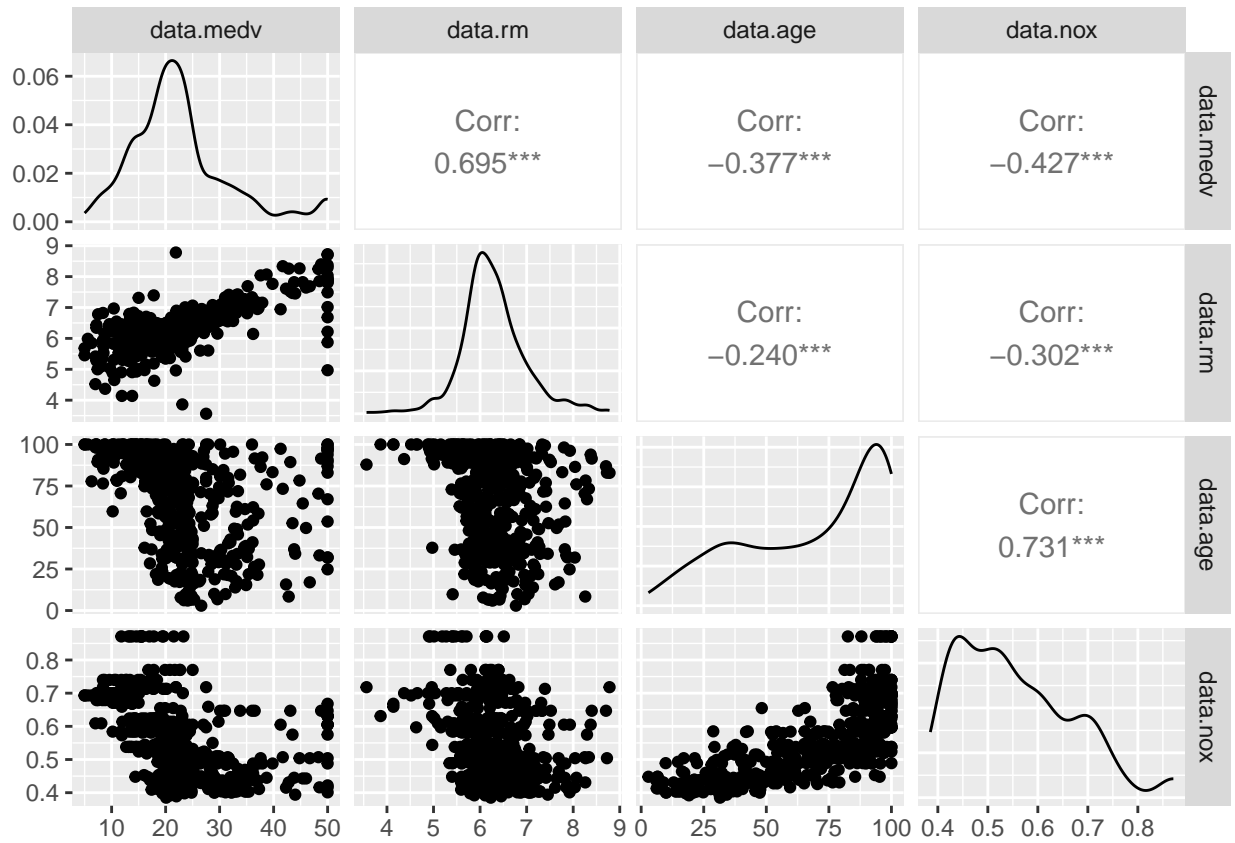 data.medv data.rm data.age data.nox
0.06
0.04
0.02
0.00
Corr:
0.695***
Corr:
−0.377***
Corr:
−0.427***
data.medv
9
8
7
6
5
4
Corr:
−0.240***
Corr:
−0.302***
data.rm
100
75
50
25
0
Corr:
0.731***
data.age
0.8
0.7
0.6
0.5
0.4
data.nox
10 20 30 40 50
4 5 6 7 8 9
0 25 50 75 100
0.4 0.5 0.6 0.7 0.8